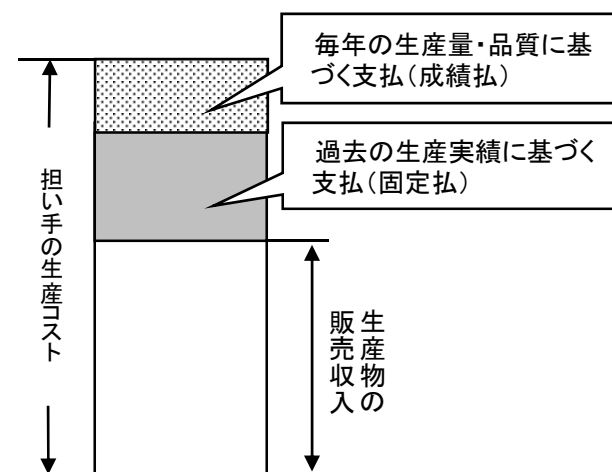 毎年の生産量・品質に基
づく支払（成績払）
過去の生産実績に基づく
支払（固定払）
担い手の生産コスト
生産物の
販売収入